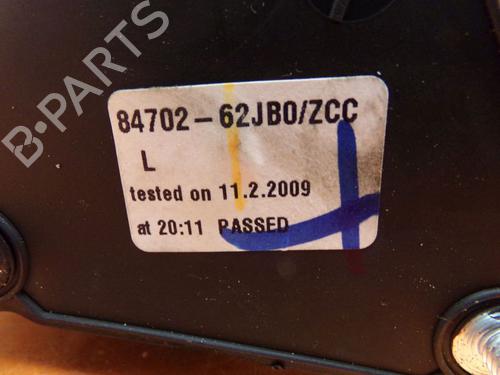 B-PARTS
84702-62JB0/ZCC
L
tested on 11.2.2009
at 20:11 PASSED